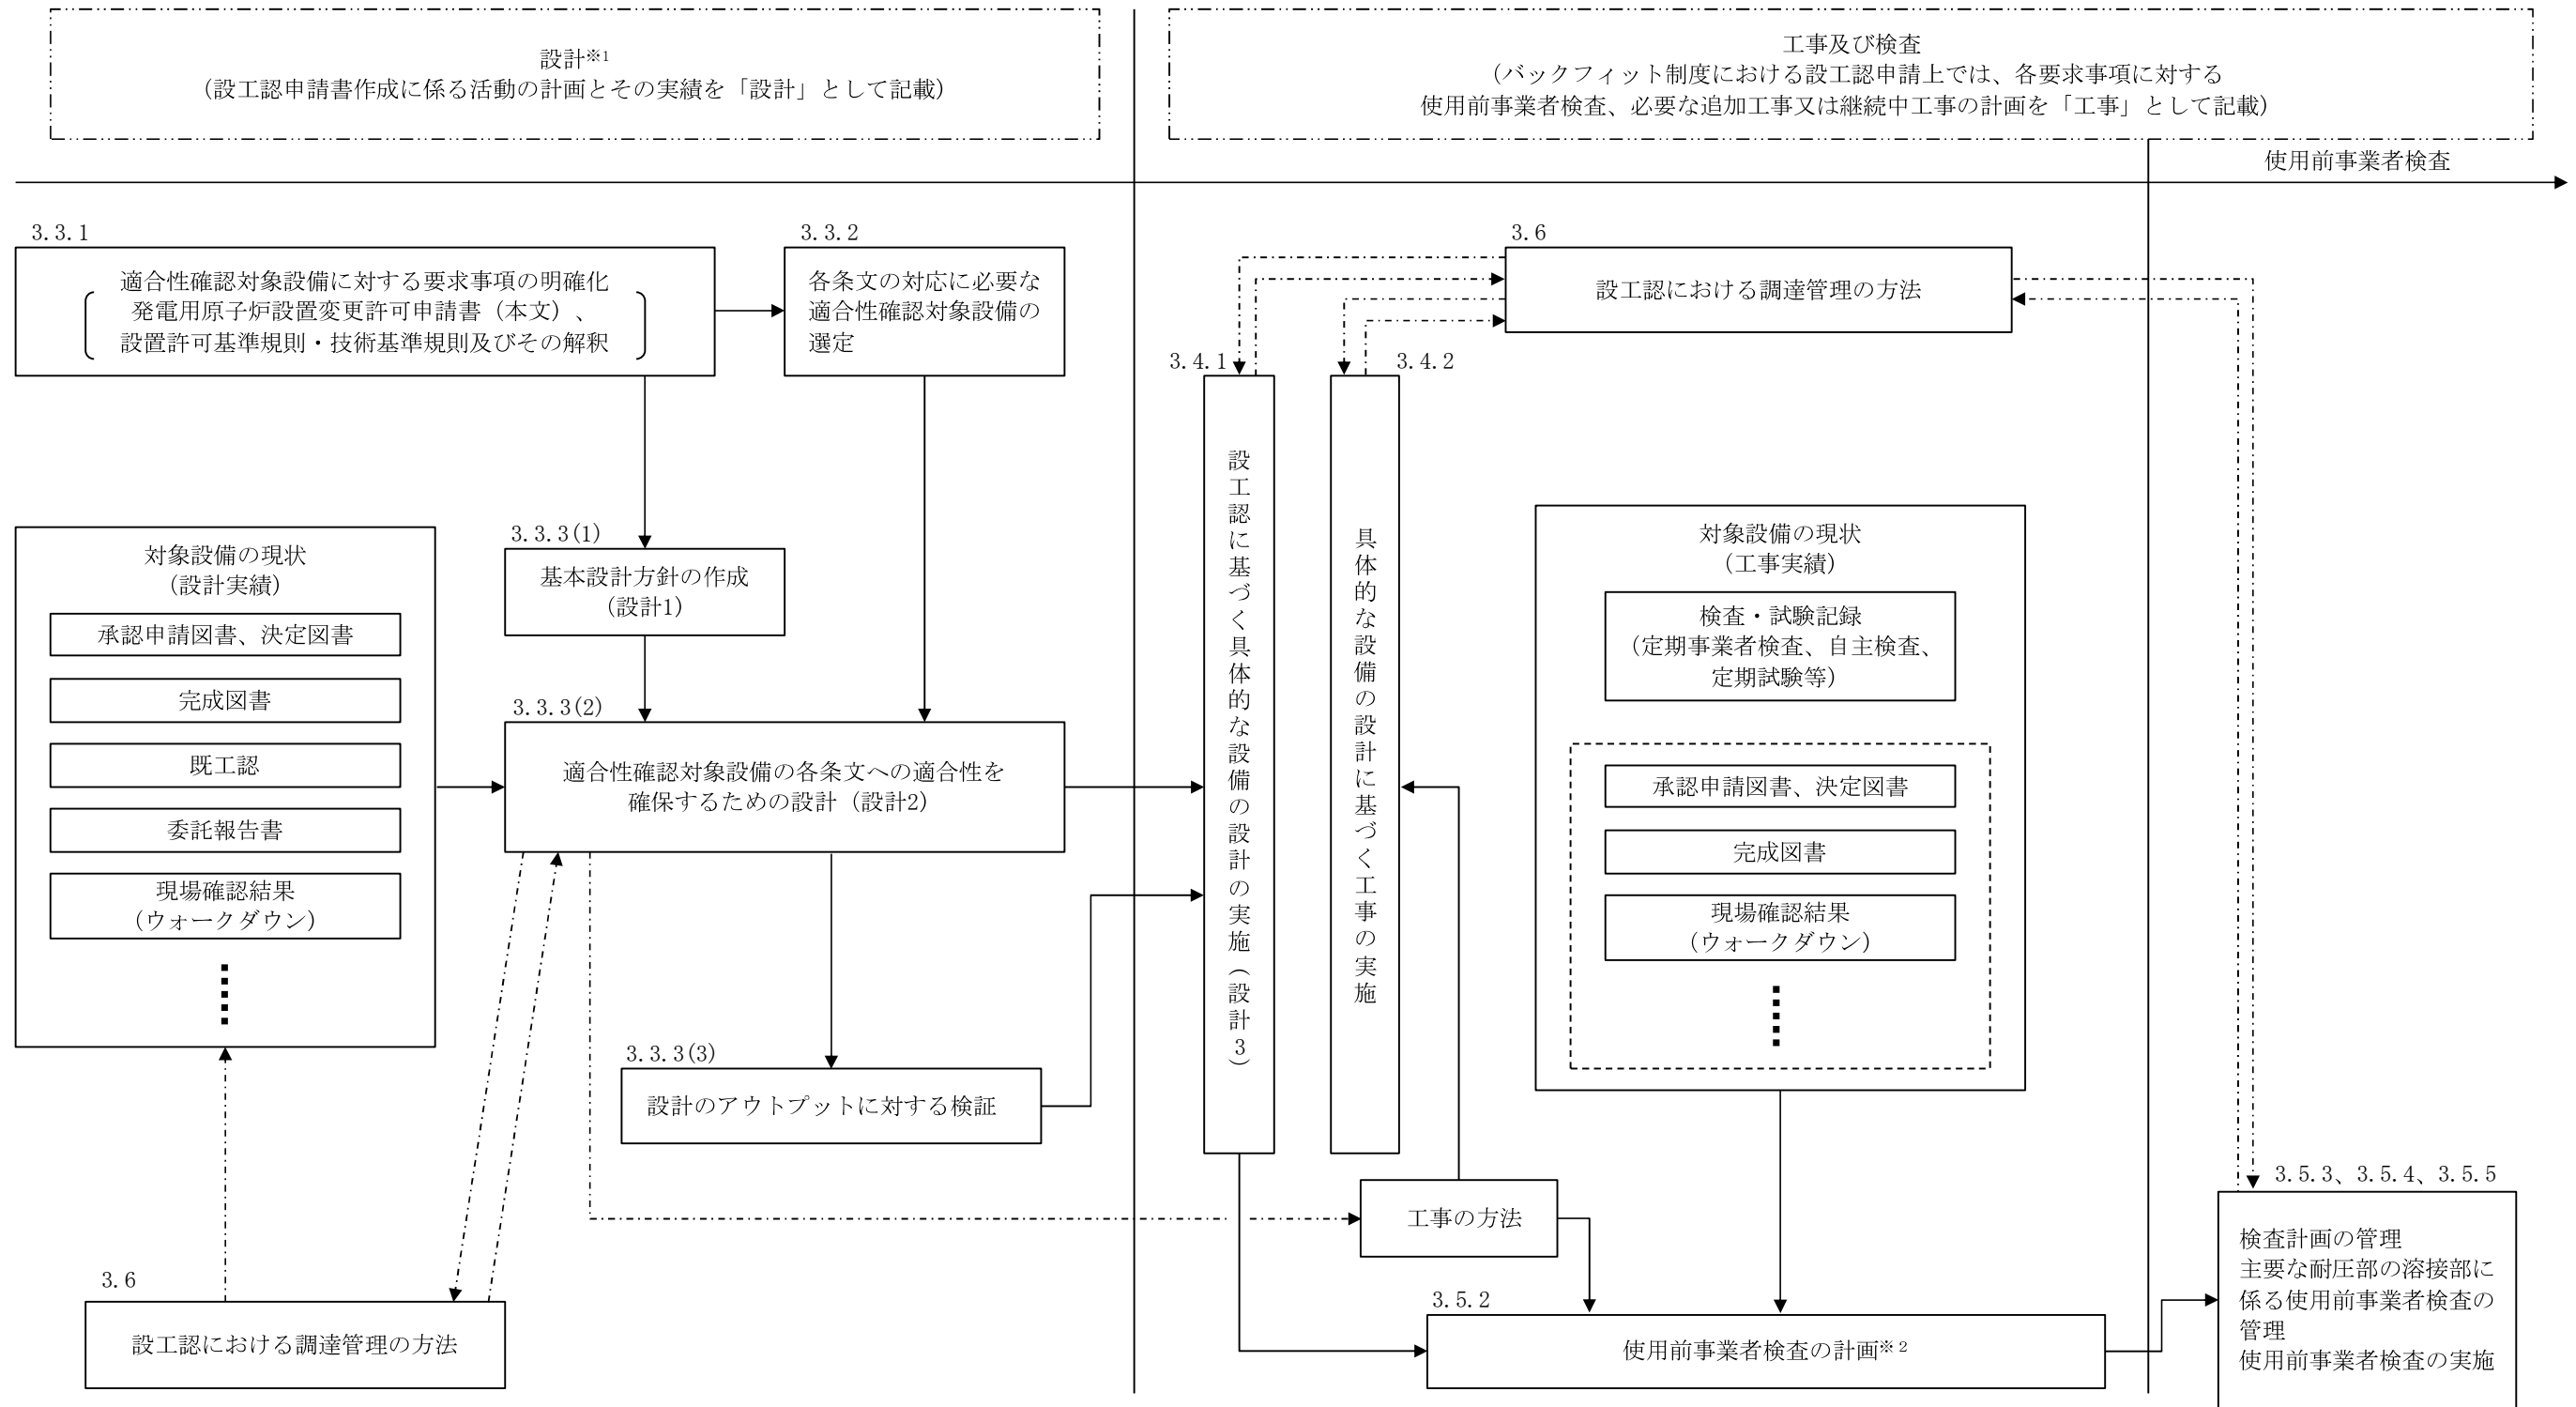 設計※1
（設工認申請書作成に係る活動の計画とその実績を「設計」として記載）
工事及び検査
（バックフィット制度における設工認申請上では、各要求事項に対する
使用前事業者検査、必要な追加工事又は継続中工事の計画を「工事」として記載）
使用前事業者検査
3.3.1
適合性確認対象設備に対する要求事項の明確化
発電用原子炉設置変更許可申請書（本文）、
設置許可基準規則・技術基準規則及びその解釈
3.3.2
各条文の対応に必要な
適合性確認対象設備の
選定
対象設備の現状
（設計実績）
承認申請図書、決定図書
完成図書
既工認
委託報告書
現場確認結果
（ウォークダウン）
3.3.3(1)
基本設計方針の作成
（設計1）
3.3.3(2)
適合性確認対象設備の各条文への適合性を
確保するための設計（設計2）
3.3.3(3)
設計のアウトプットに対する検証
3.6
設工認における調達管理の方法
3.6
設工認における調達管理の方法
3.4.1
設工認に基づく具体的な設備の設計の実施（設計3）
3.4.2
具体的な設備の設計に基づく工事の実施
対象設備の現状
（工事実績）
検査・試験記録
（定期事業者検査、自主検査、
定期試験等）
承認申請図書、決定図書
完成図書
現場確認結果
（ウォークダウン）
工事の方法
3.5.2
使用前事業者検査の計画※2
3.5.3、3.5.4、3.5.5
検査計画の管理
主要な耐圧部の溶接部に
係る使用前事業者検査の
管理
使用前事業者検査の実施